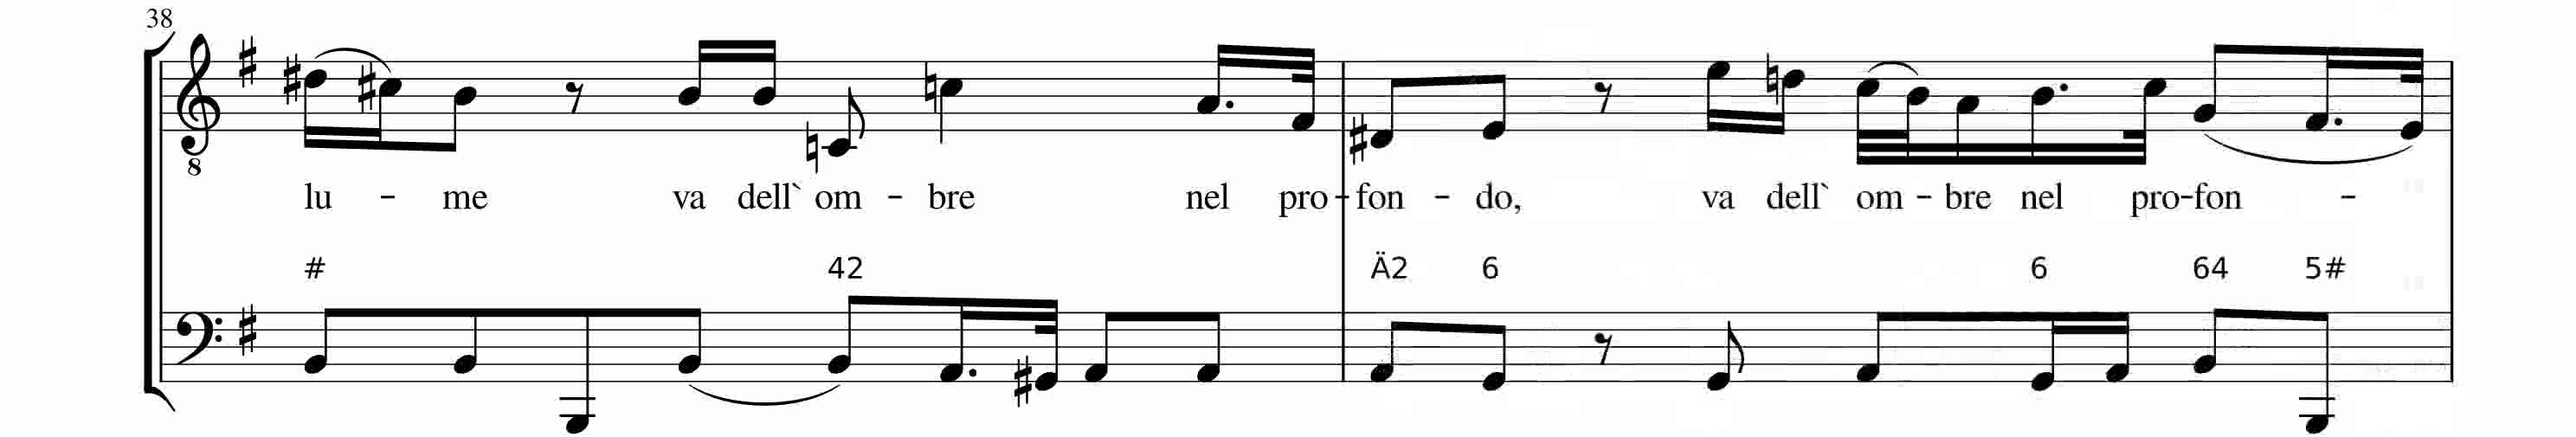 38
8
lu - me va dell` om - bre nel pro - fon - do, va dell` om - bre nel pro - fon -
# 42 Ä2 6 6 64 5#